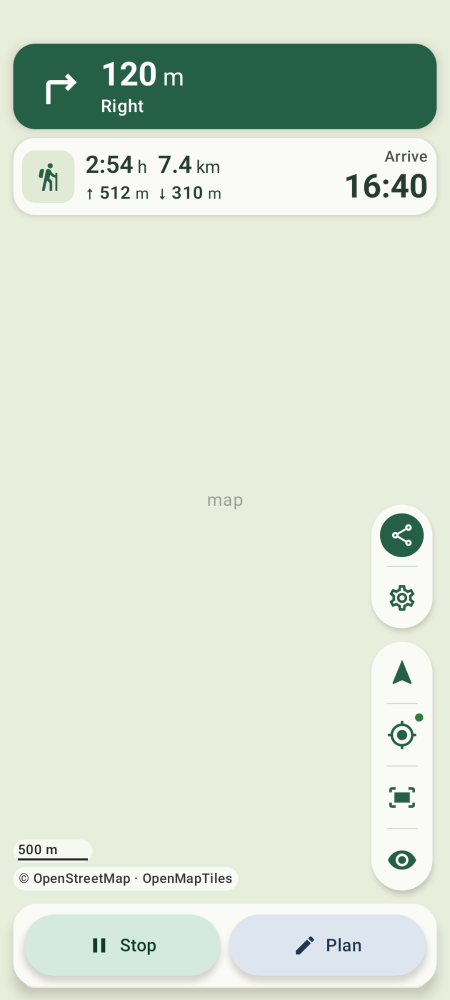 120 m
Right
2:54 h 7.4 km
↑ 512 m ↓ 310 m
Arrive
16:40
map
500 m
© OpenStreetMap · OpenMapTiles
Stop
Plan